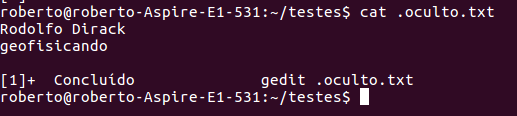 roberto@roberto-Aspire-E1-531:~/testes$ cat .oculto.txt
Rodolfo Dirack
geofisicando
[1]+  Concluído              gedit .oculto.txt
roberto@roberto-Aspire-E1-531:~/testes$